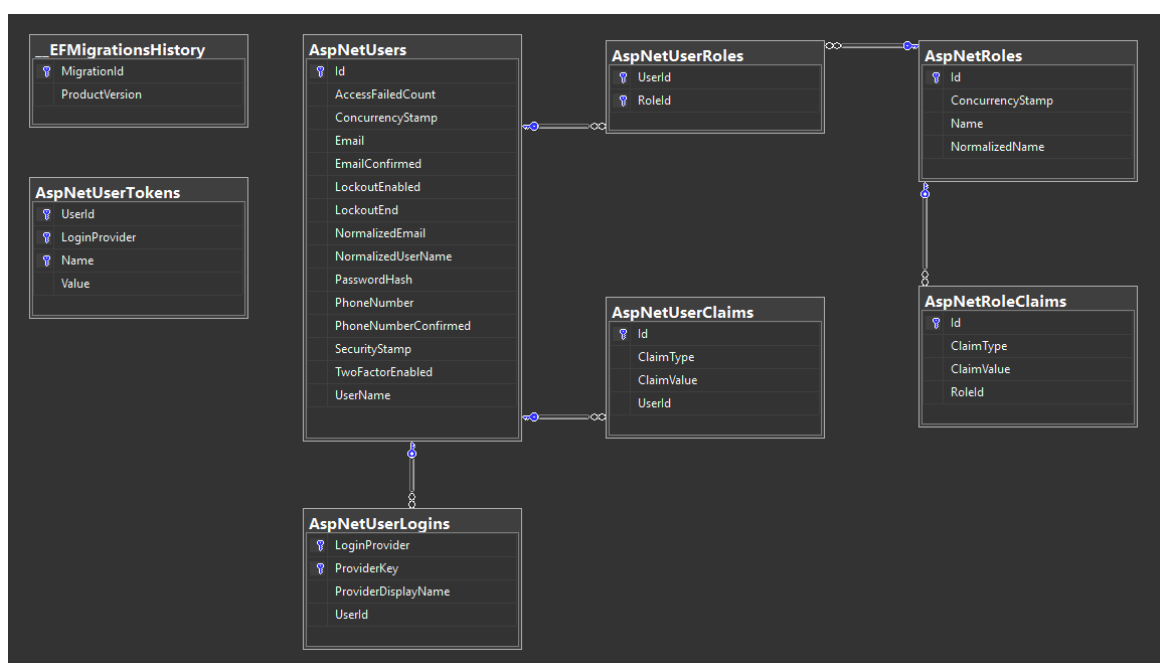 __EFMigrationsHistory
MigrationId
ProductVersion
AspNetUserTokens
UserId
LoginProvider
Name
Value
AspNetUsers
Id
AccessFailedCount
ConcurrencyStamp
Email
EmailConfirmed
LockoutEnabled
LockoutEnd
NormalizedEmail
NormalizedUserName
PasswordHash
PhoneNumber
PhoneNumberConfirmed
SecurityStamp
TwoFactorEnabled
UserName
AspNetUserLogins
LoginProvider
ProviderKey
ProviderDisplayName
UserId
AspNetUserRoles
UserId
RoleId
AspNetUserClaims
Id
ClaimType
ClaimValue
UserId
AspNetRoles
Id
ConcurrencyStamp
Name
NormalizedName
AspNetRoleClaims
Id
ClaimType
ClaimValue
RoleId